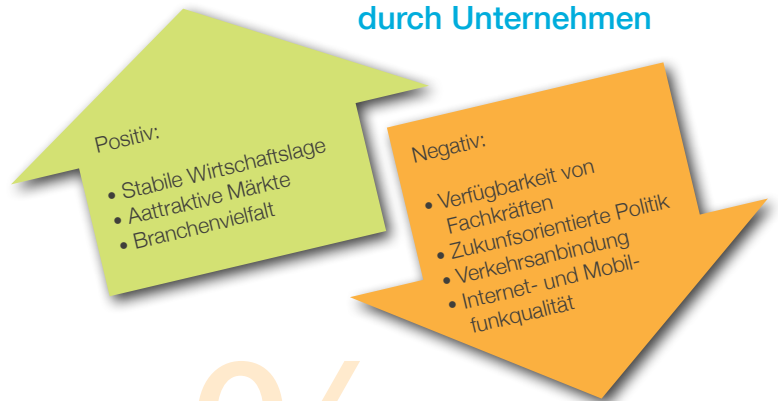 durch Unternehmen
Positiv:
• Stabile Wirtschaftslage
• Aattraktive Märkte
• Branchenvielfalt
Negativ:
• Verfügbarkeit von
Fachkräften
• Zukunfsorientierte Politik
• Verkehrsanbindung
• Internet- und Mobil-
funkqualität